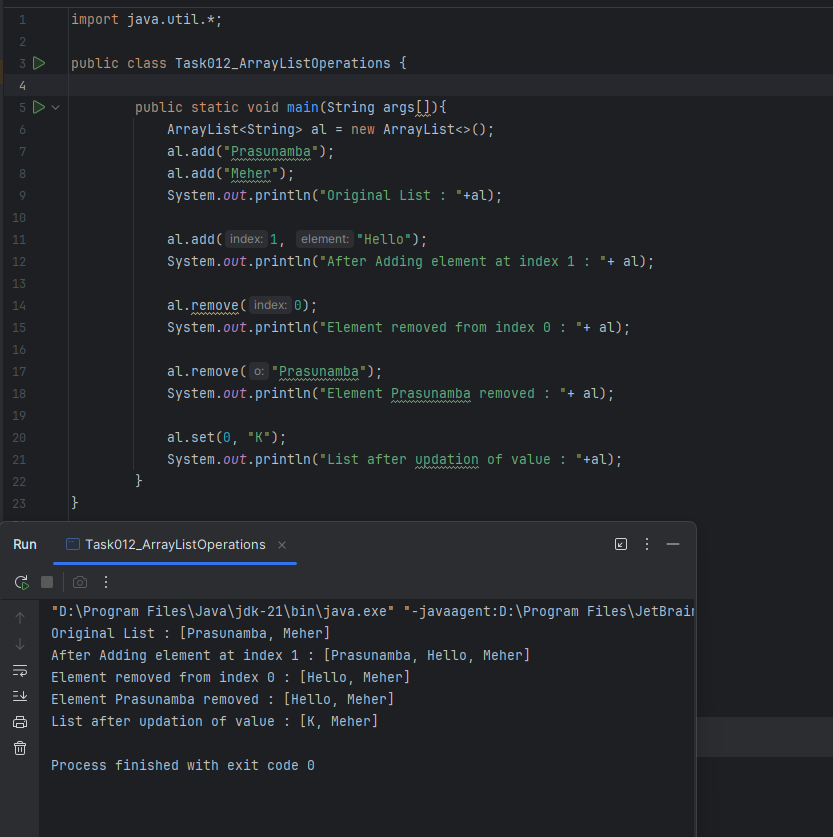 1 import java.util.*;
2
3 public class Task012_ArrayListOperations {
4
5 public static void main(String args[]){
6 ArrayList<String> al = new ArrayList<>();
7 al.add("Prasunamba");
8 al.add("Meher");
9 System.out.println("Original List : "+al);
10
11 al.add( index: 1, element: "Hello");
12 System.out.println("After Adding element at index 1 : "+ al);
13
14 al.remove( index: 0);
15 System.out.println("Element removed from index 0 : "+ al);
16
17 al.remove( o: "Prasunamba");
18 System.out.println("Element Prasunamba removed : "+ al);
19
20 al.set(0, "K");
21 System.out.println("List after updation of value : "+al);
22 }
23 }
Run Task012_ArrayListOperations
"D:\Program Files\Java\jdk-21\bin\java.exe" "-javaagent:D:\Program Files\JetBrain
Original List : [Prasunamba, Meher]
After Adding element at index 1 : [Prasunamba, Hello, Meher]
Element removed from index 0 : [Hello, Meher]
Element Prasunamba removed : [Hello, Meher]
List after updation of value : [K, Meher]
Process finished with exit code 0